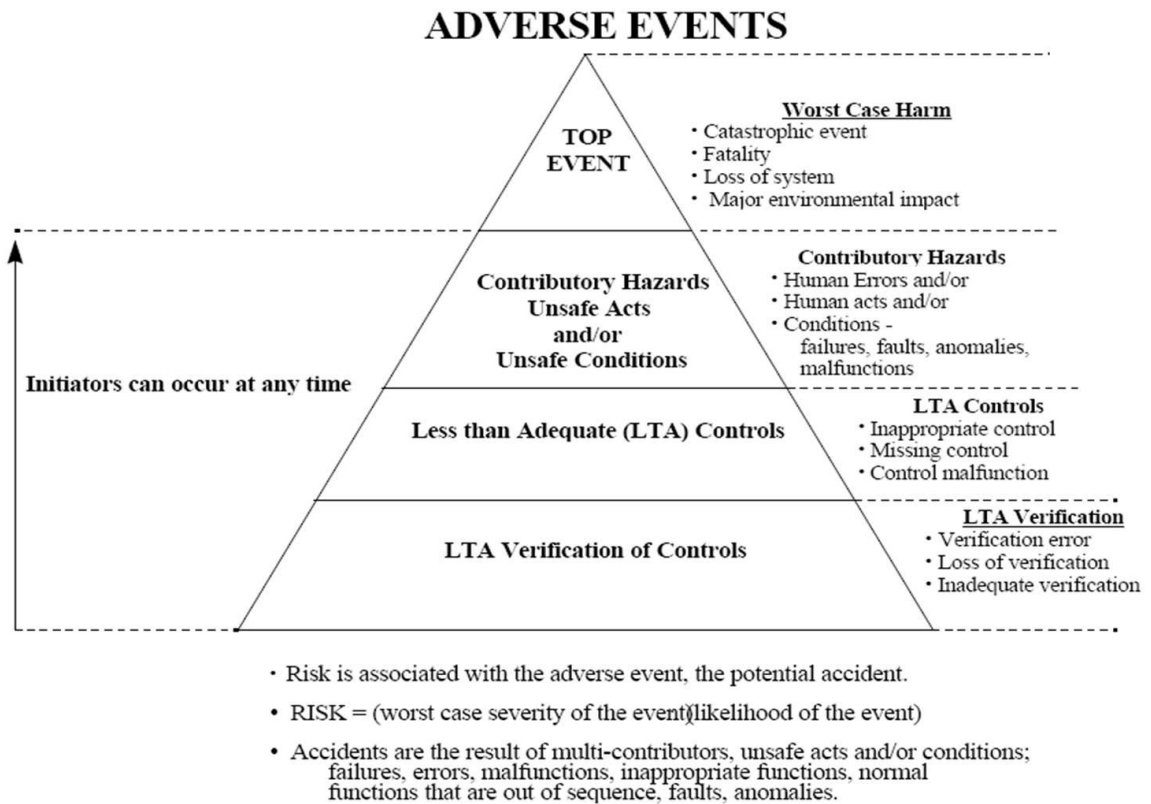 ADVERSE EVENTS
TOP
EVENT
Worst Case Harm
· Catastrophic event
· Fatality
· Loss of system
· Major environmental impact
Contributory Hazards
Unsafe Acts
and/or
Unsafe Conditions
Contributory Hazards
· Human Errors and/or
· Human acts and/or
· Conditions -
failures, faults, anomalies,
malfunctions
Initiators can occur at any time
Less than Adequate (LTA) Controls
LTA Controls
· Inappropriate control
· Missing control
· Control malfunction
LTA Verification of Controls
LTA Verification
· Verification error
· Loss of verification
· Inadequate verification
· Risk is associated with the adverse event, the potential accident.
• RISK = (worst case severity of the event)(likelihood of the event)
• Accidents are the result of multi-contributors, unsafe acts and/or conditions;
failures, errors, malfunctions, inappropriate functions, normal
functions that are out of sequence, faults, anomalies.